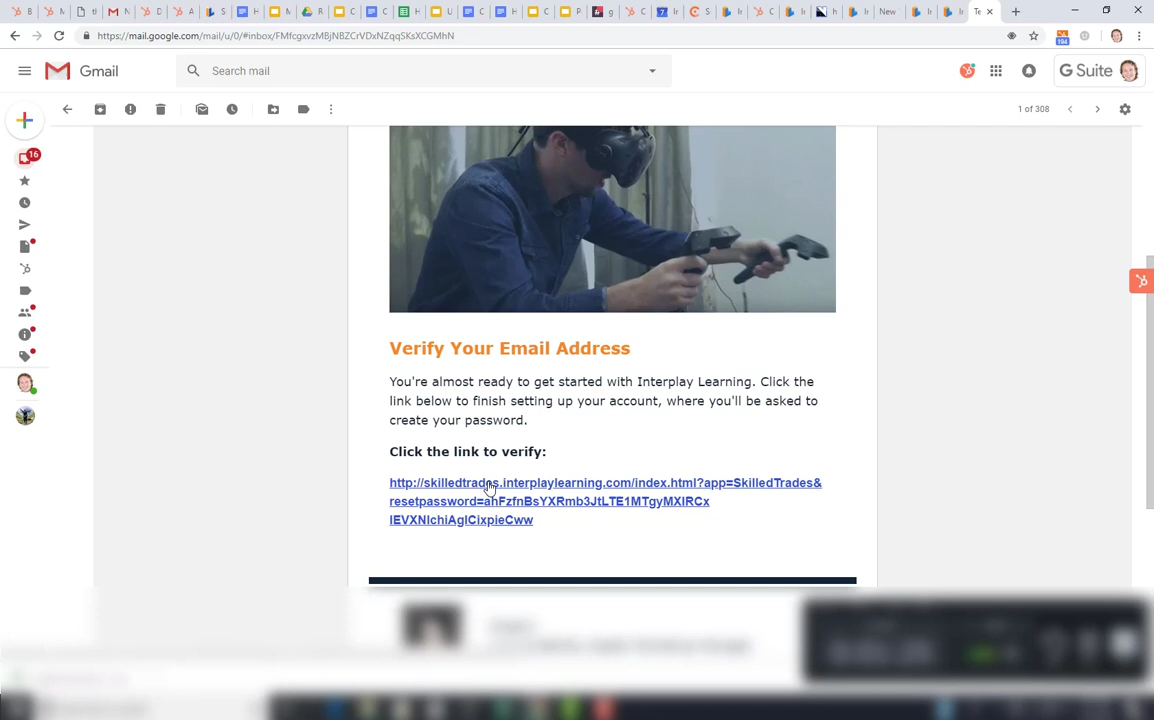 https://mail.google.com/mail/u/0/#inbox/FMfcgxvzMBjNBZCrVDxNZqqSKsXCGMhN
194
Gmail
Search mail
G Suite
1 of 308
16
Verify Your Email Address
You're almost ready to get started with Interplay Learning. Click the
link below to finish setting up your account, where you'll be asked to
create your password.
Click the link to verify:
http://skilledtrades.interplaylearning.com/index.html?app=SkilledTrades&
resetpassword=ahFzfnBsYXRmb3JtLTE1MTgyMXIRCx
IEVXNlchiAgICixpieCww